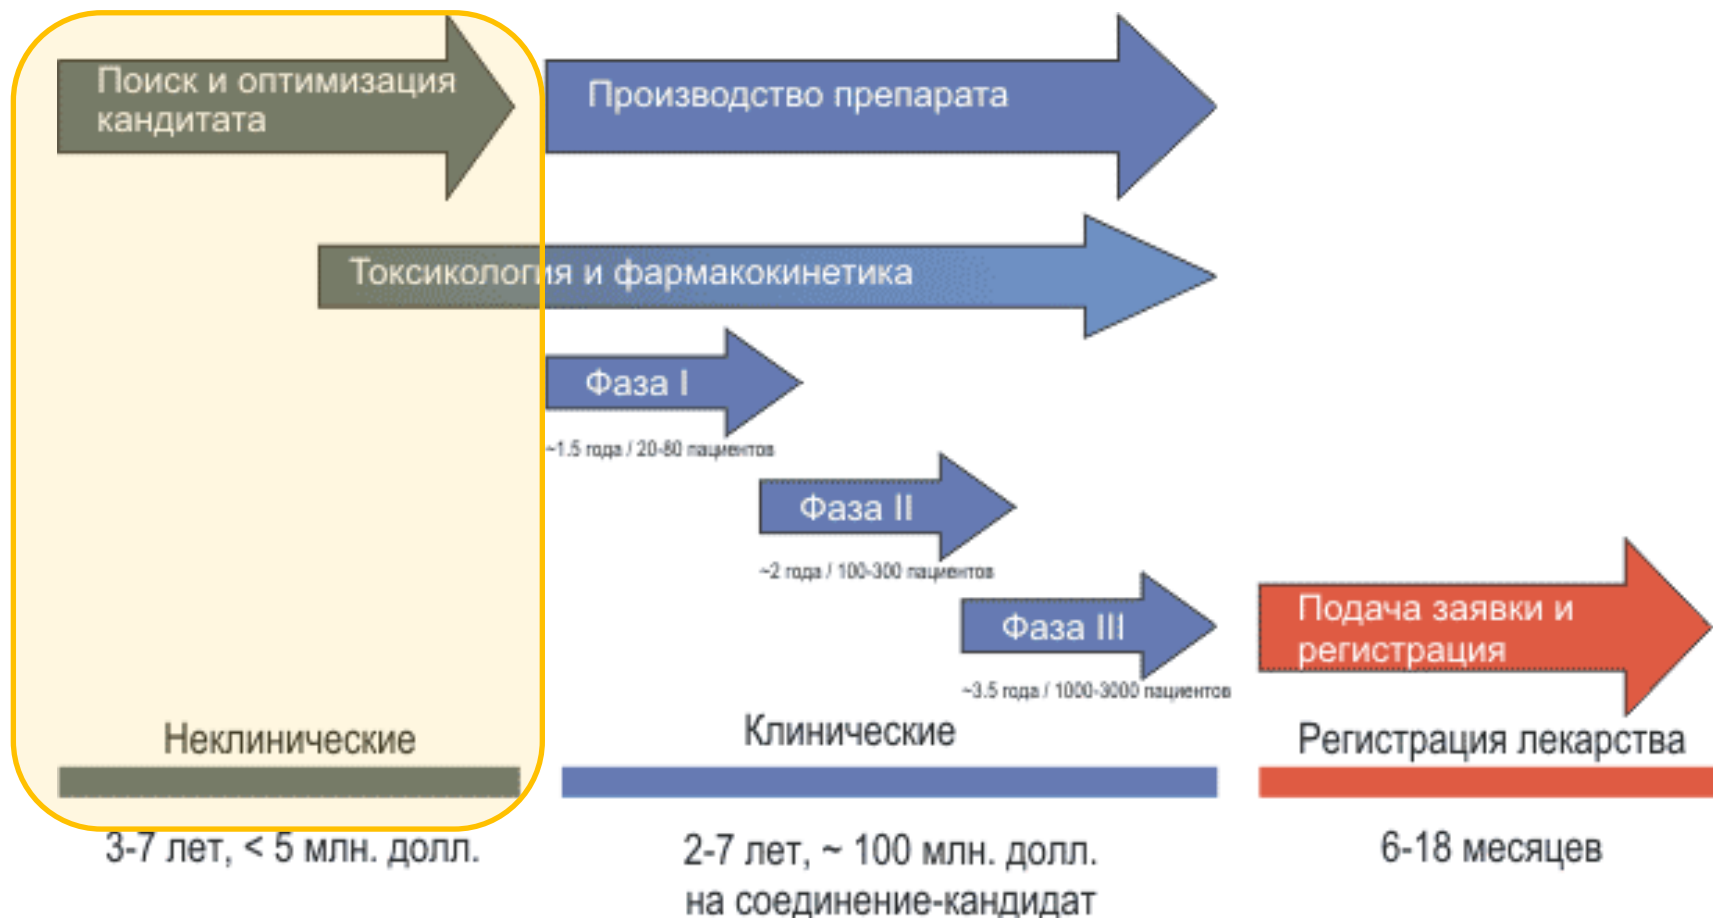 Поиск и оптимизация
кандитата
Производство препарата
Токсикология и фармакокинетика
Фаза I
~1.5 года / 20-80 пациентов
Фаза II
~2 года / 100-300 пациентов
Фаза III
~3.5 года / 1000-3000 пациентов
Подача заявки и
регистрация
Неклинические
Клинические
Регистрация лекарства
3-7 лет, < 5 млн. долл.
2-7 лет, ~ 100 млн. долл.
на соединение-кандидат
6-18 месяцев